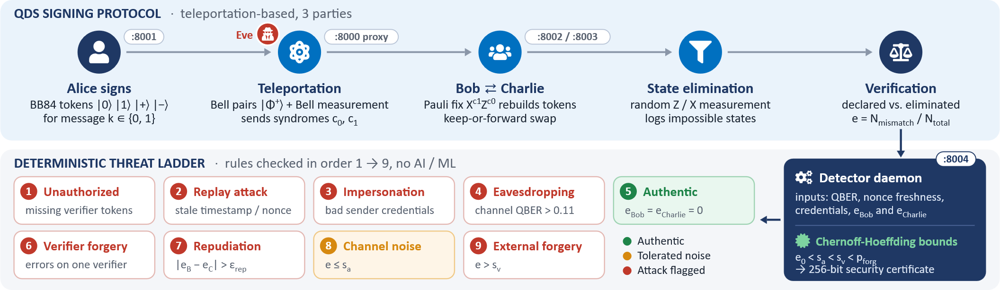 QDS SIGNING PROTOCOL · teleportation-based, 3 parties
Eve
:8001
:8000 proxy
:8002 / :8003
Alice signs
BB84 tokens |0⟩ |1⟩ |+⟩ |−⟩
for message k ∈ {0, 1}
Teleportation
Bell pairs |Φ⁺⟩ + Bell measurement
sends syndromes c₀, c₁
Bob ⇄ Charlie
Pauli fix Xᶜ¹Zᶜ⁰ rebuilds tokens
keep-or-forward swap
State elimination
random Z / X measurement
logs impossible states
Verification
declared vs. eliminated
e = N_mismatch / N_total
DETERMINISTIC THREAT LADDER · rules checked in order 1 → 9, no AI / ML
1 Unauthorized
missing verifier tokens
2 Replay attack
stale timestamp / nonce
3 Impersonation
bad sender credentials
4 Eavesdropping
channel QBER > 0.11
5 Authentic
e_Bob = e_Charlie = 0
6 Verifier forgery
errors on one verifier
7 Repudiation
|e_B − e_C| > ε_rep
8 Channel noise
e ≤ s_a
9 External forgery
e > s_v
Authentic
Tolerated noise
Attack flagged
:8004
Detector daemon
inputs: QBER, nonce freshness,
credentials, e_Bob and e_Charlie
Chernoff-Hoeffding bounds
e₀ < s_a < s_v < p_forg
→ 256-bit security certificate